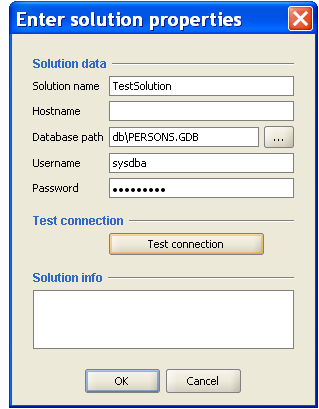 Enter solution properties
Solution data
Solution name TestSolution
Hostname
Database path db\PERSONS.GDB ...
Username sysdba
Password •••••••••
Test connection
Test connection
Solution info
OK Cancel